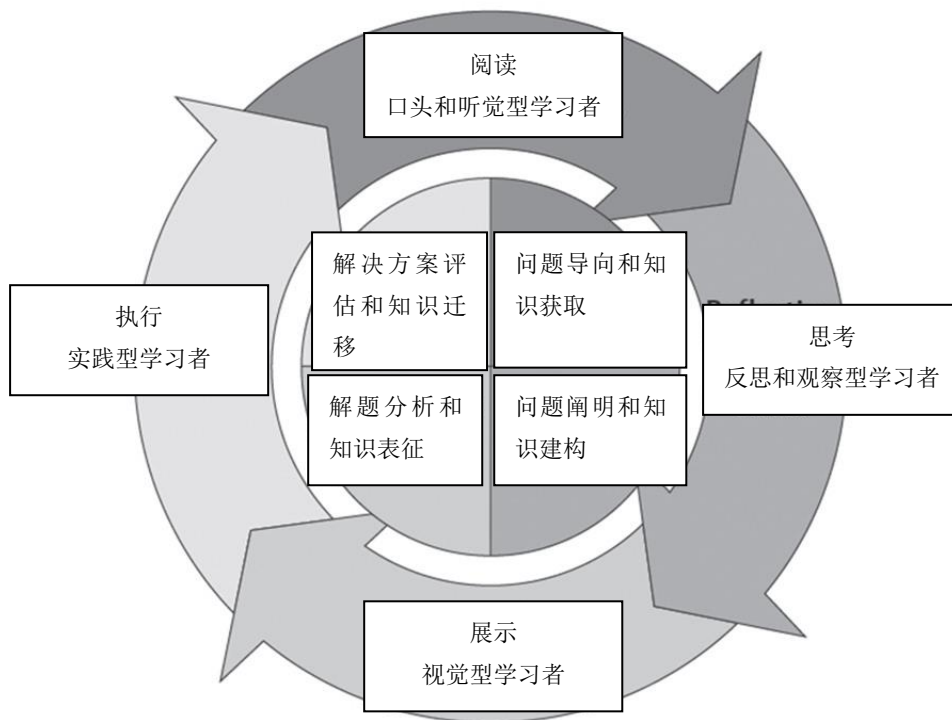 阅读
口头和听觉型学习者
解决方案评
估和知识迁
移
问题导向和知
识获取
执行
实践型学习者
思考
反思和观察型学习者
解题分析和
知识表征
问题阐明和知
识建构
展示
视觉型学习者